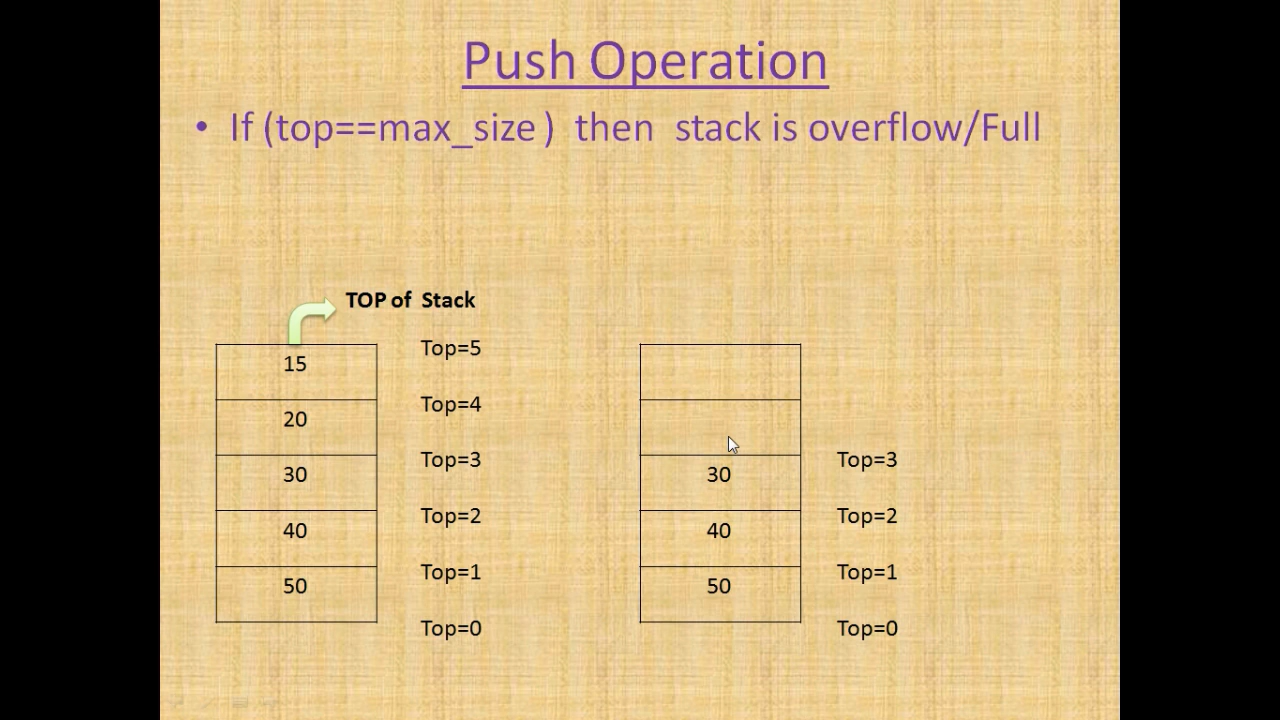 Push Operation
• If (top==max_size ) then stack is overflow/Full
TOP of Stack
15
Top=5
20
Top=4
30
Top=3
40
Top=2
50
Top=1
Top=0
30
Top=3
40
Top=2
50
Top=1
Top=0